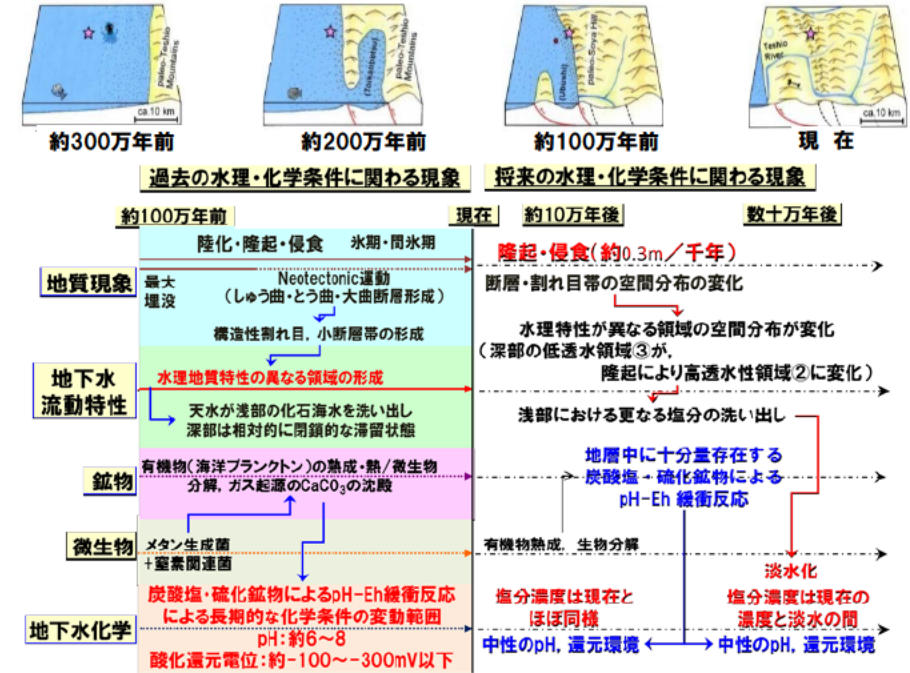 paleo-Teshio
Mountains
ca.10 km
約300万年前
(Toikanbetsu)
paleo-Teshio
Mountains
約200万年前
(Ubushi)
paleo-Soya Hill
ca.10 km
約100万年前
Teshio
River
ca.10 km
現 在
過去の水理・化学条件に関わる現象
将来の水理・化学条件に関わる現象
約100万年前
現在
約10万年後
数十万年後
地質現象
陸化・隆起・侵食 氷期・間氷期
最大
埋没
Neotectonic運動
(しゅう曲・とう曲・大曲断層形成)
構造性割れ目，小断層帯の形成
隆起・侵食(約0.3m／千年)
断層・割れ目帯の空間分布の変化
水理特性が異なる領域の空間分布が変化
(深部の低透水領域③が，
隆起により高透水性領域②に変化)
地下水
流動特性
水理地質特性の異なる領域の形成
天水が浅部の化石海水を洗い出し
深部は相対的に閉鎖的な滞留状態
浅部における更なる塩分の洗い出し
鉱物
有機物(海洋プランクトン)の熟成・熱/微生物
分解，ガス起源のCaCO₃の沈殿
地層中に十分量存在する
炭酸塩・硫化鉱物による
pH-Eh 緩衝反応
微生物
メタン生成菌
+窒素関連菌
有機物熟成，生物分解
淡水化
地下水化学
炭酸塩・硫化鉱物によるpH-Eh緩衝反応
による長期的な化学条件の変動範囲
pH:約6〜8
酸化還元電位:約-100〜-300mV以下
塩分濃度は現在と
ほぼ同様
中性のpH，還元環境
塩分濃度は現在の
濃度と淡水の間
中性のpH，還元環境